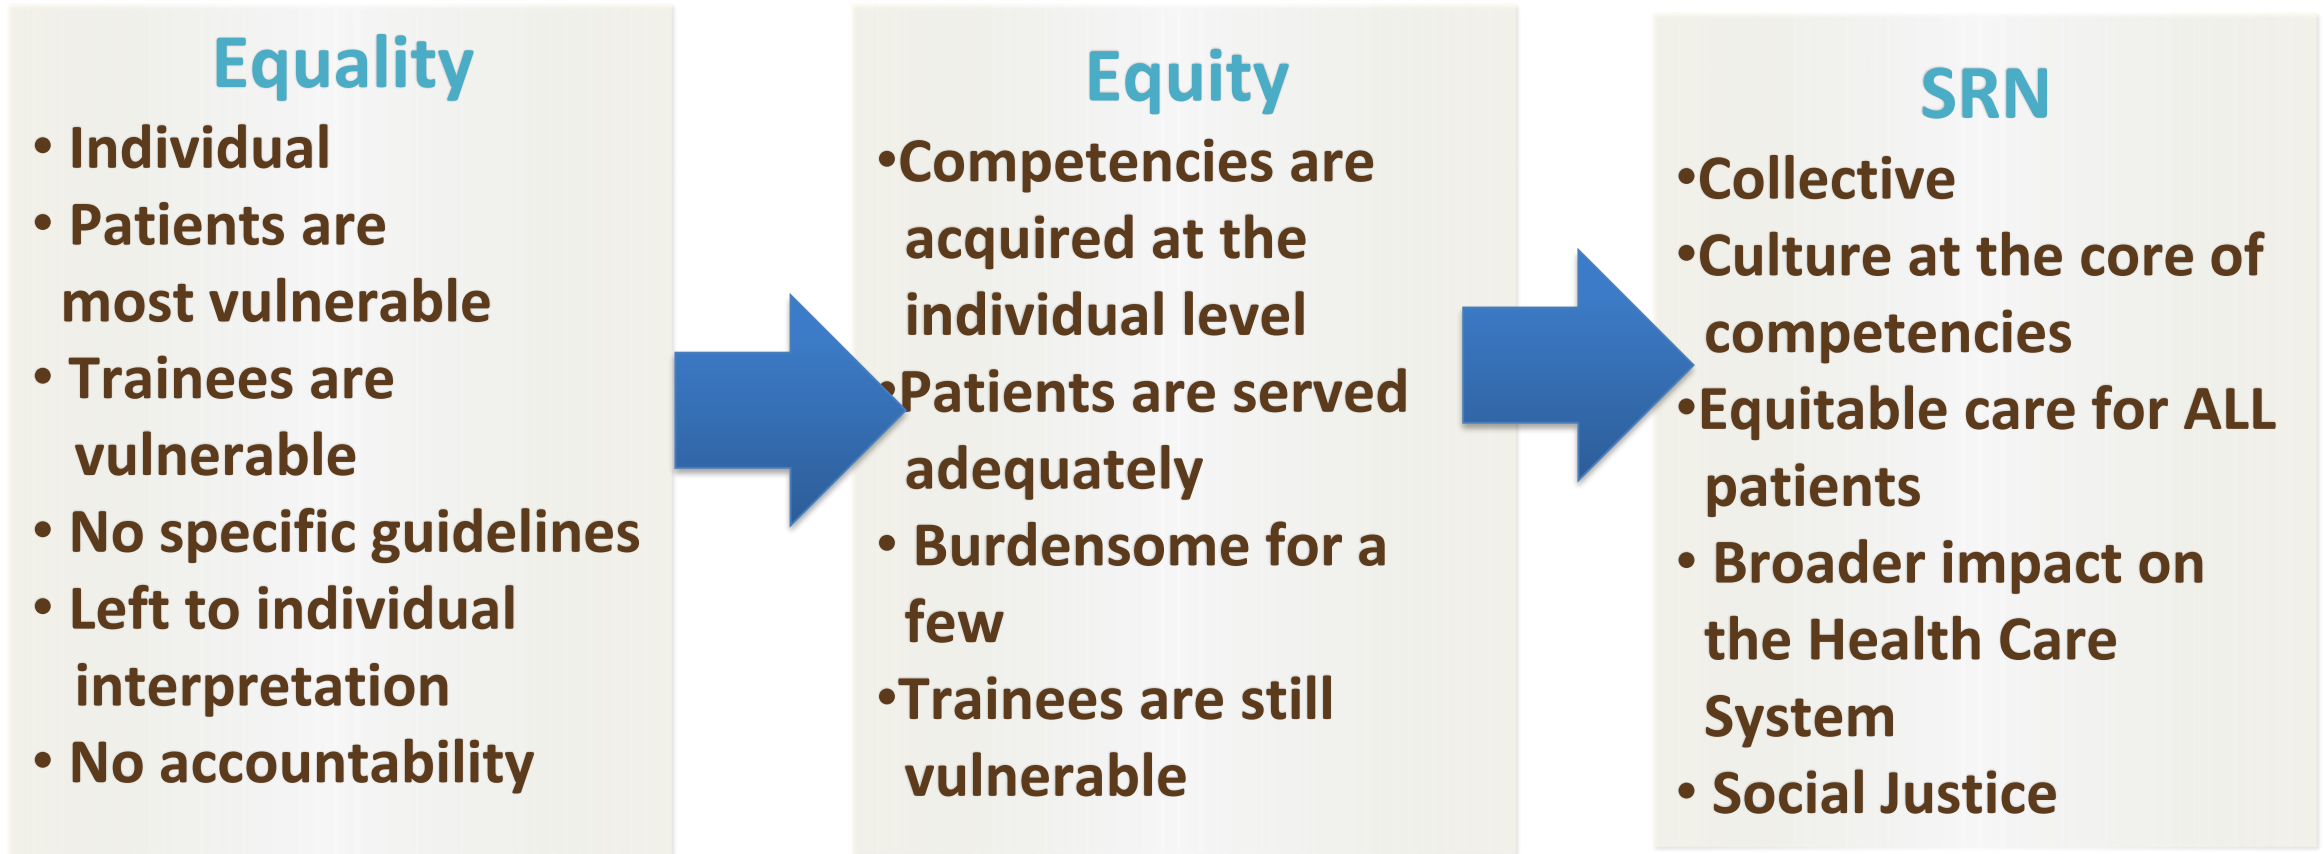 Equality
• Individual
• Patients are
most vulnerable
• Trainees are
vulnerable
• No specific guidelines
• Left to individual
interpretation
• No accountability
Equity
•Competencies are
acquired at the
individual level
•Patients are served
adequately
• Burdensome for a
few
•Trainees are still
vulnerable
SRN
•Collective
•Culture at the core of
competencies
•Equitable care for ALL
patients
• Broader impact on
the Health Care
System
• Social Justice